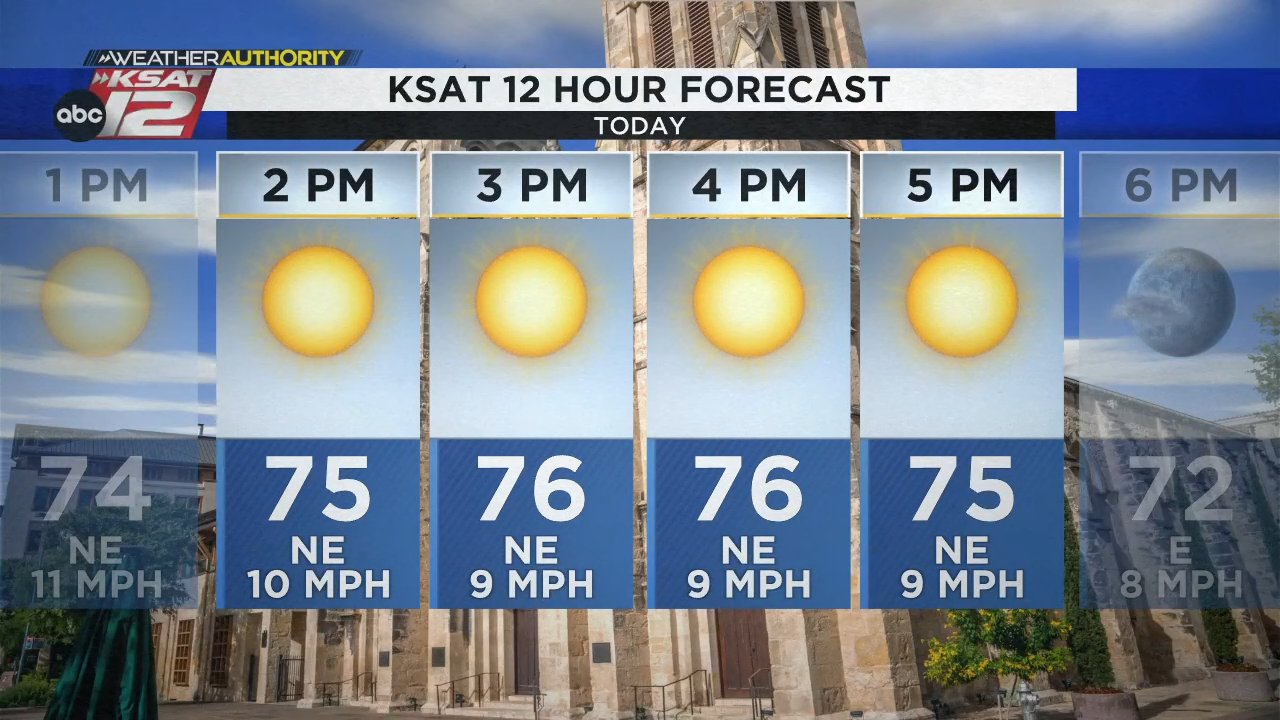 WEATHERAUTHORITY
KSAT
abc
12
KSAT 12 HOUR FORECAST
TODAY
1 PM
74
NE
11 MPH
2 PM
75
NE
10 MPH
3 PM
76
NE
9 MPH
4 PM
76
NE
9 MPH
5 PM
75
NE
9 MPH
6 PM
72
E
8 MPH